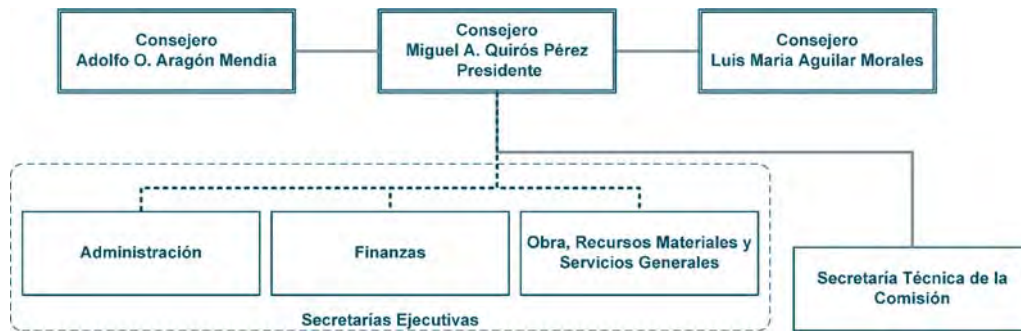 Consejero
Adolfo O. Aragón Mendía
Consejero
Miguel A. Quirós Pérez
Presidente
Consejero
Luis Maria Aguilar Morales
Administración
Finanzas
Obra, Recursos Materiales y
Servicios Generales
Secretarías Ejecutivas
Secretaría Técnica de la
Comisión